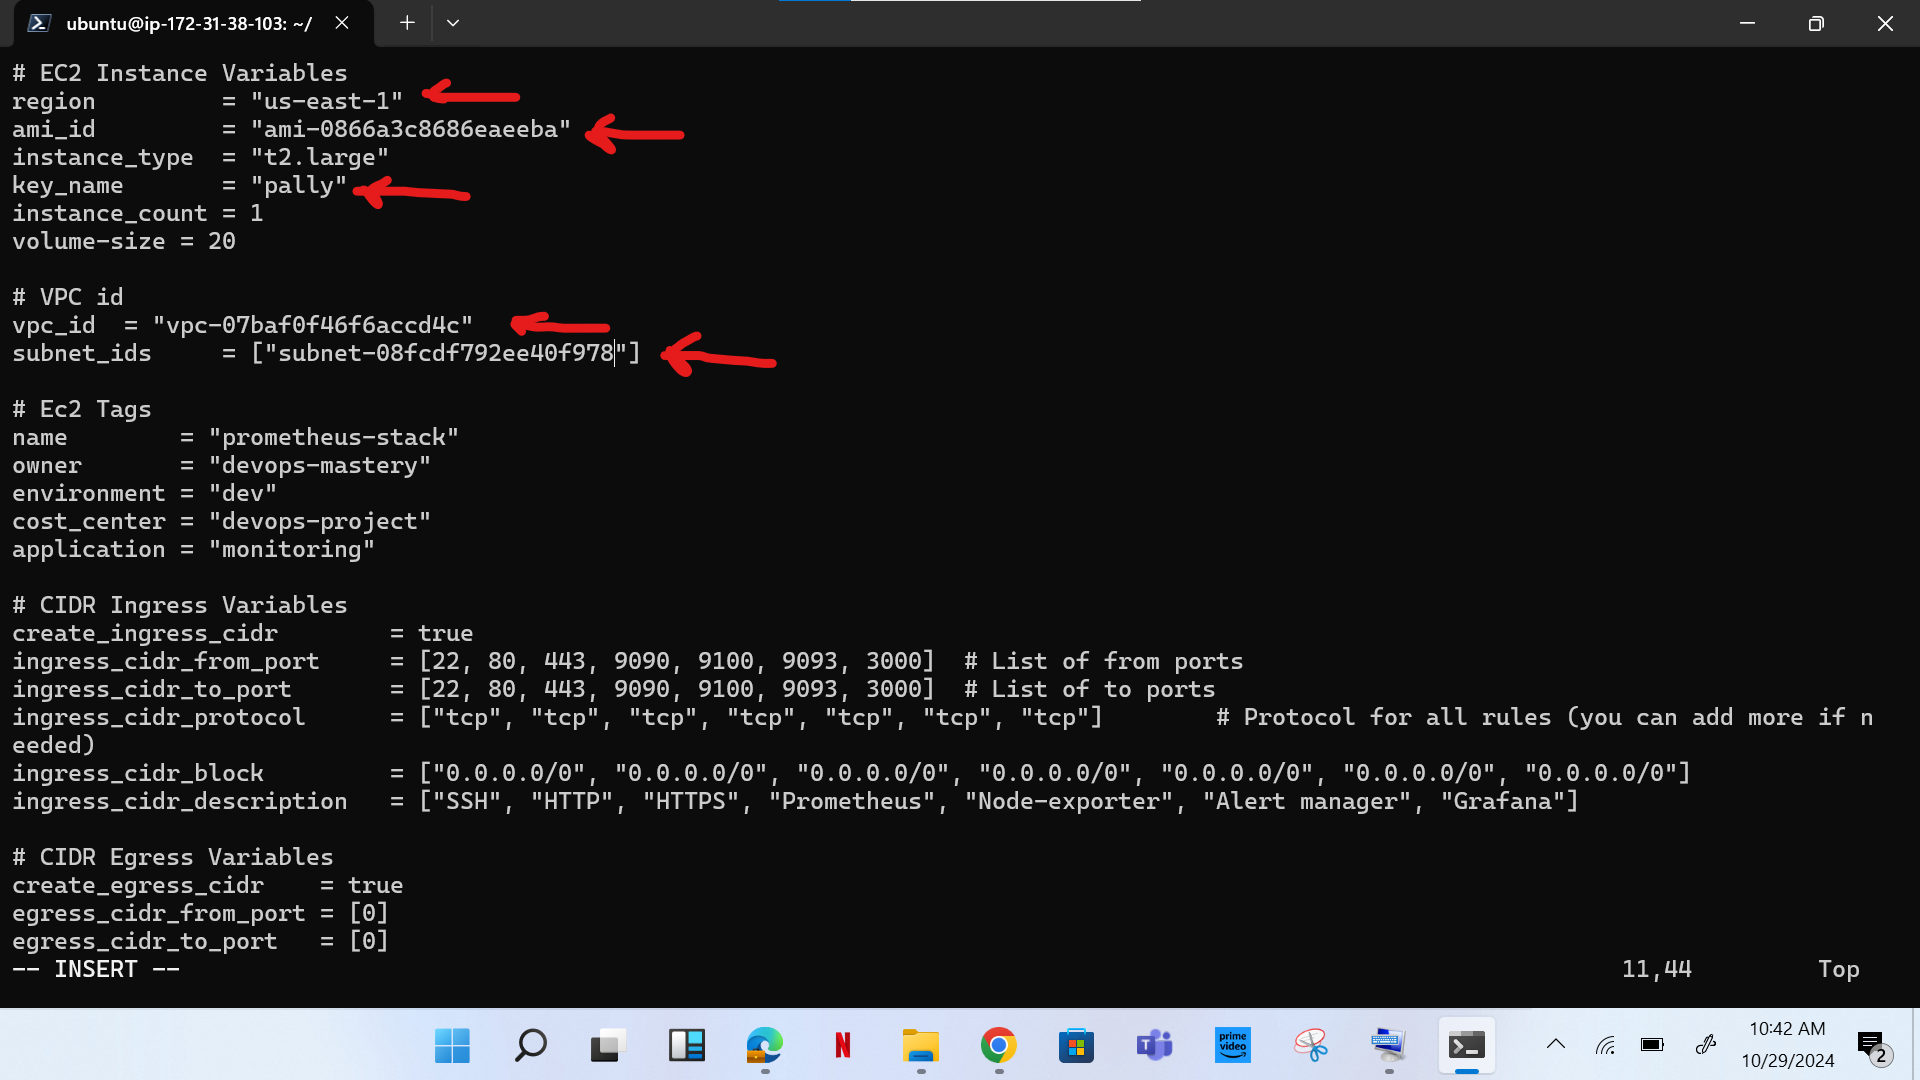 ubuntu@ip-172-31-38-103: ~/
# EC2 Instance Variables
region         = "us-east-1"
ami_id         = "ami-0866a3c8686eaeeba"
instance_type  = "t2.large"
key_name       = "pally"
instance_count = 1
volume-size = 20
# VPC id
vpc_id  = "vpc-07baf0f46f6accd4c"
subnet_ids     = ["subnet-08fcdf792ee40f978"]
# Ec2 Tags
name        = "prometheus-stack"
owner       = "devops-mastery"
environment = "dev"
cost_center = "devops-project"
application = "monitoring"
# CIDR Ingress Variables
create_ingress_cidr        = true
ingress_cidr_from_port     = [22, 80, 443, 9090, 9100, 9093, 3000]  # List of from ports
ingress_cidr_to_port       = [22, 80, 443, 9090, 9100, 9093, 3000]  # List of to ports
ingress_cidr_protocol      = ["tcp", "tcp", "tcp", "tcp", "tcp", "tcp", "tcp"]        # Protocol for all rules (you can add more if n
eeded)
ingress_cidr_block         = ["0.0.0.0/0", "0.0.0.0/0", "0.0.0.0/0", "0.0.0.0/0", "0.0.0.0/0", "0.0.0.0/0", "0.0.0.0/0"]
ingress_cidr_description   = ["SSH", "HTTP", "HTTPS", "Prometheus", "Node-exporter", "Alert manager", "Grafana"]
# CIDR Egress Variables
create_egress_cidr    = true
egress_cidr_from_port = [0]
egress_cidr_to_port   = [0]
-- INSERT --                    11,44         Top
prime video
10:42 AM
10/29/2024
2